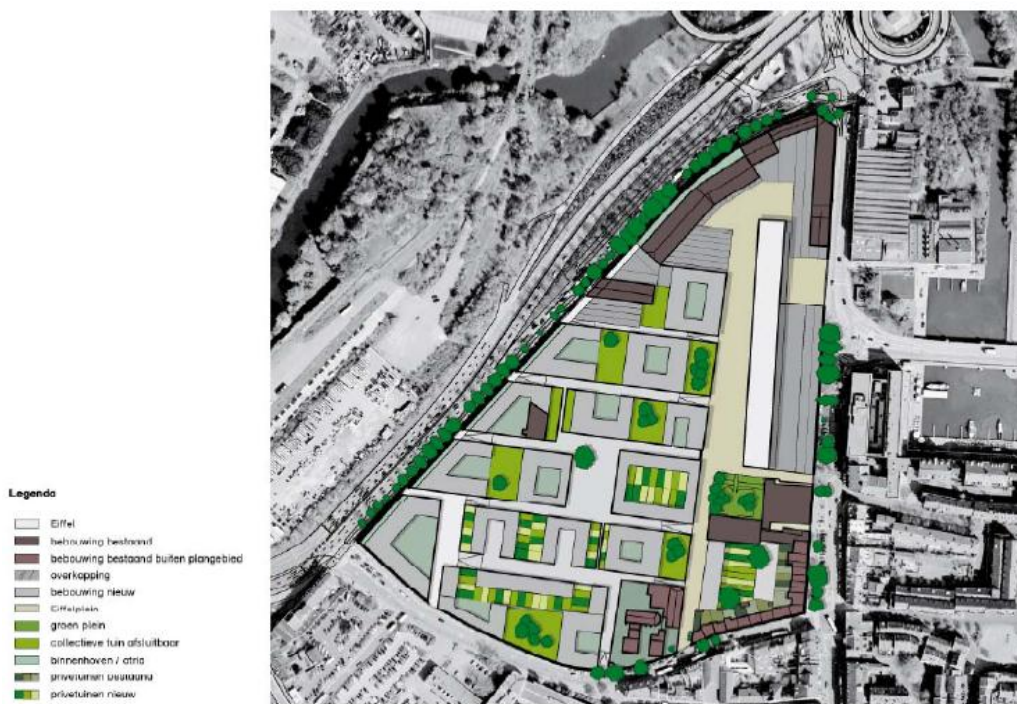 Legenda
Eiffel
bebouwing bestaand
bebouwing bestaand buiten plangebied
overkapping
bebouwing nieuw
Eiffelplein
groen plein
collectieve tuin afsluitbaar
binnenhoven / atria
privetuinen bestaand
privetuinen nieuw